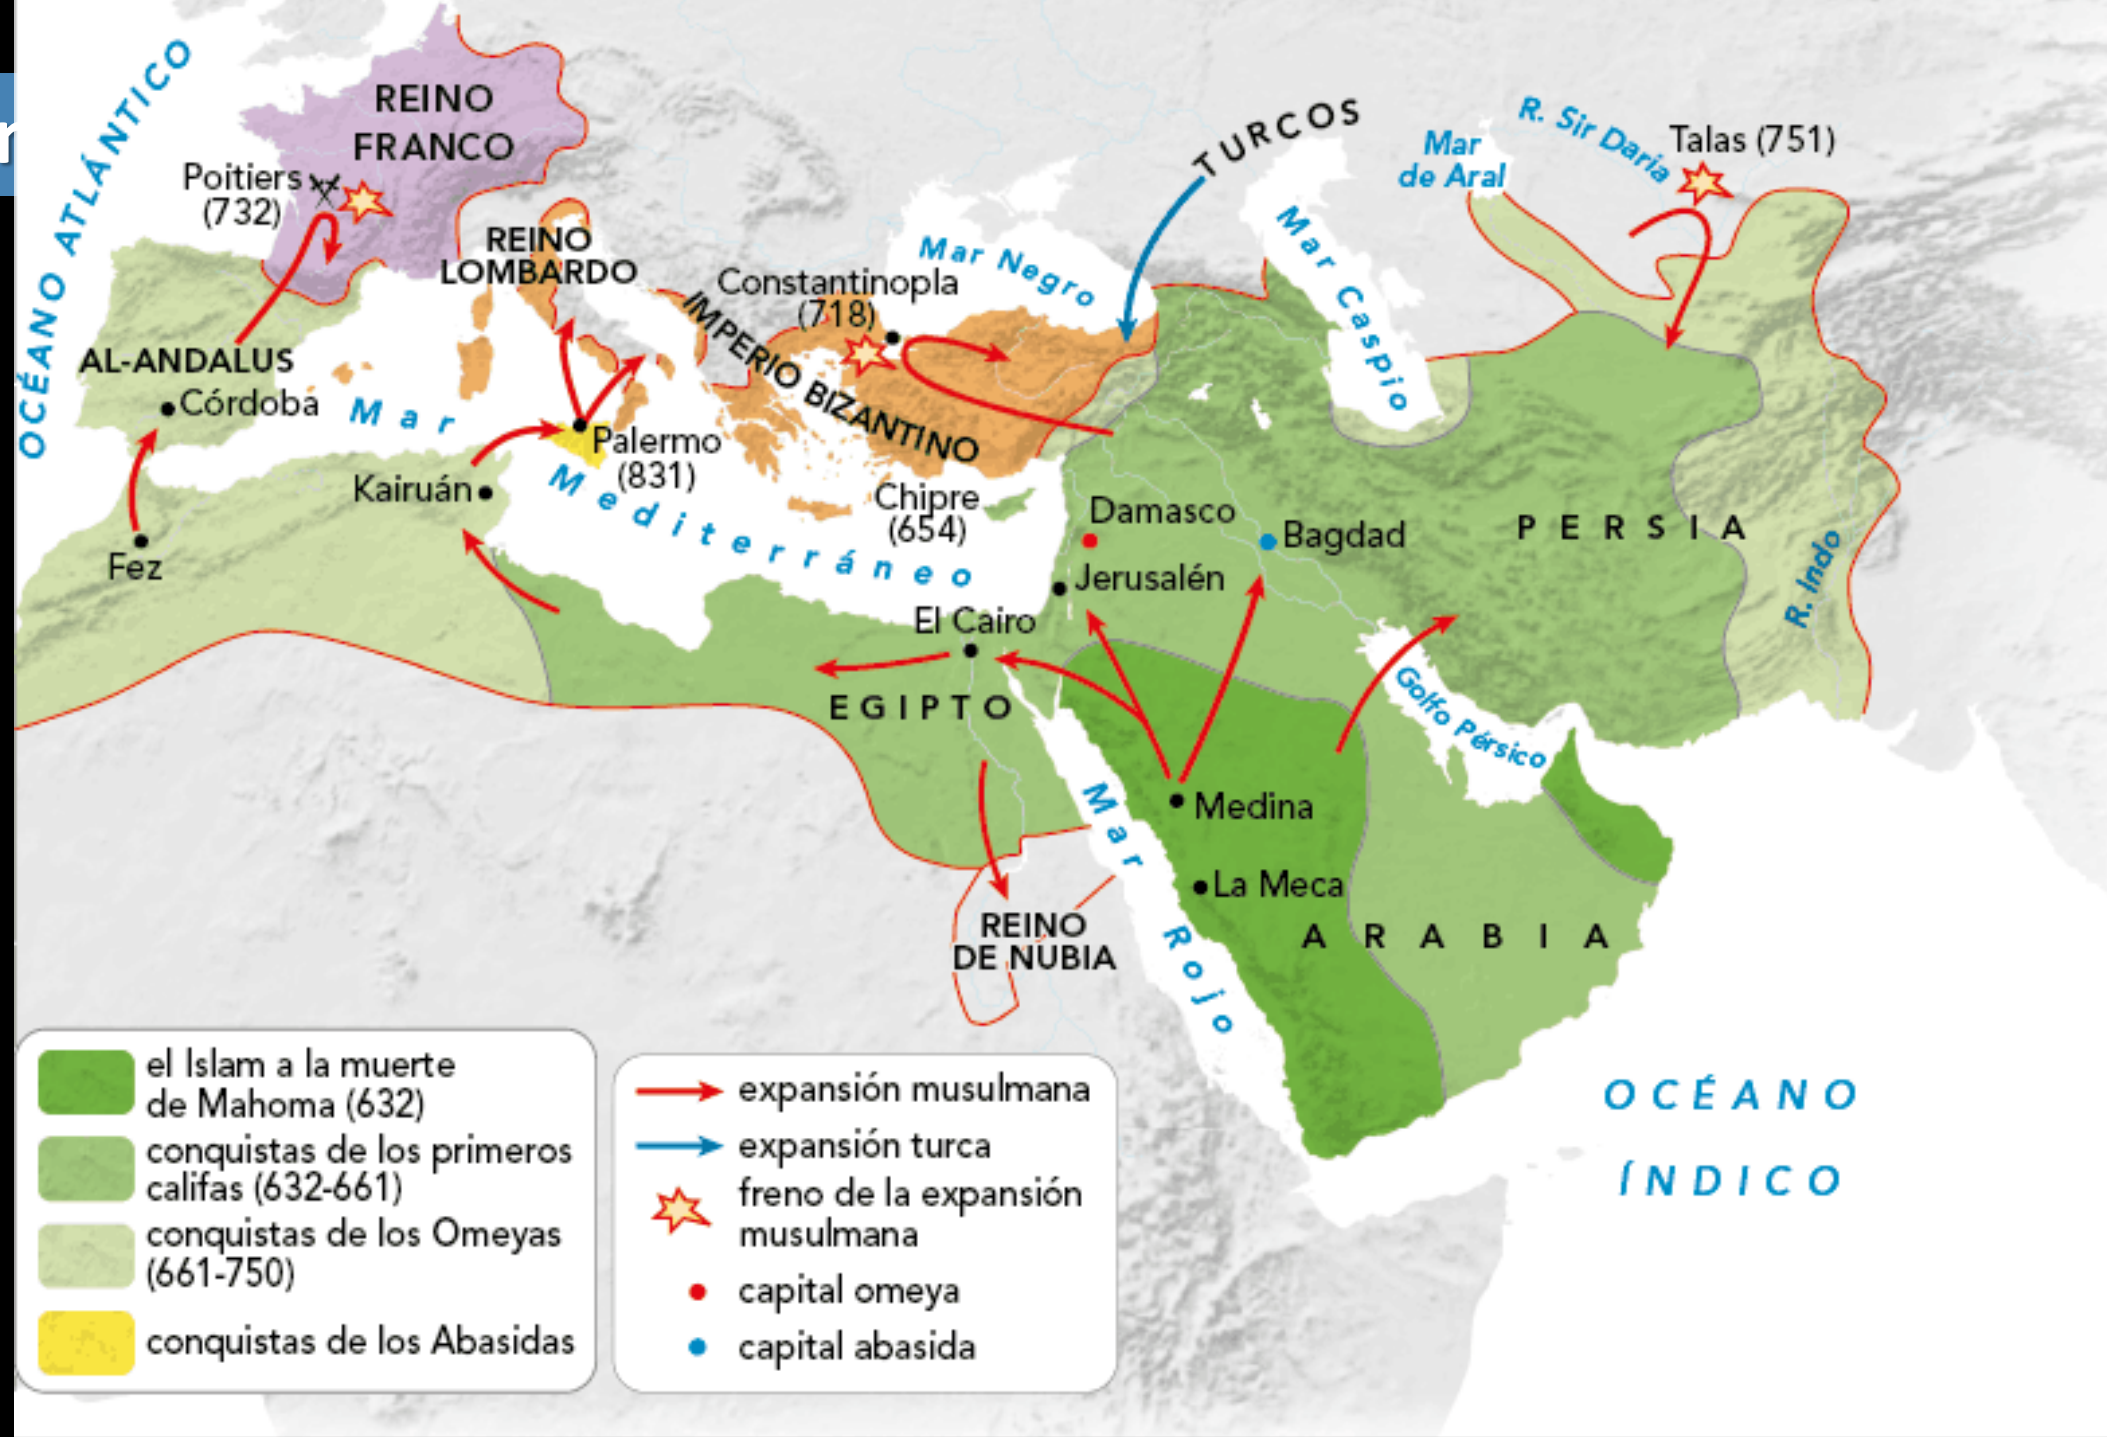 OCÉANO ATLÁNTICO
REINO
FRANCO
Poitiers
(732)
REINO
LOMBARDO
Constantinopla
(718)
IMPERIO BIZANTINO
Mar Negro
TURCOS
Mar Caspio
Mar
de Aral
R. Sir Daria
Talas (751)
AL-ANDALUS
Córdoba
Mar
Mediterráneo
Palermo
(831)
Kairuán
Fez
Chipre
(654)
Damasco
Bagdad
Jerusalén
El Cairo
EGIPTO
PERSIA
R. Indo
Golfo Pérsico
Medina
La Meca
ARABIA
Mar Rojo
REINO
DE NUBIA
OCÉANO
ÍNDICO
el Islam a la muerte
de Mahoma (632)
conquistas de los primeros
califas (632-661)
conquistas de los Omeyas
(661-750)
conquistas de los Abasidas
expansión musulmana
expansión turca
freno de la expansión
musulmana
capital omeya
capital abasida